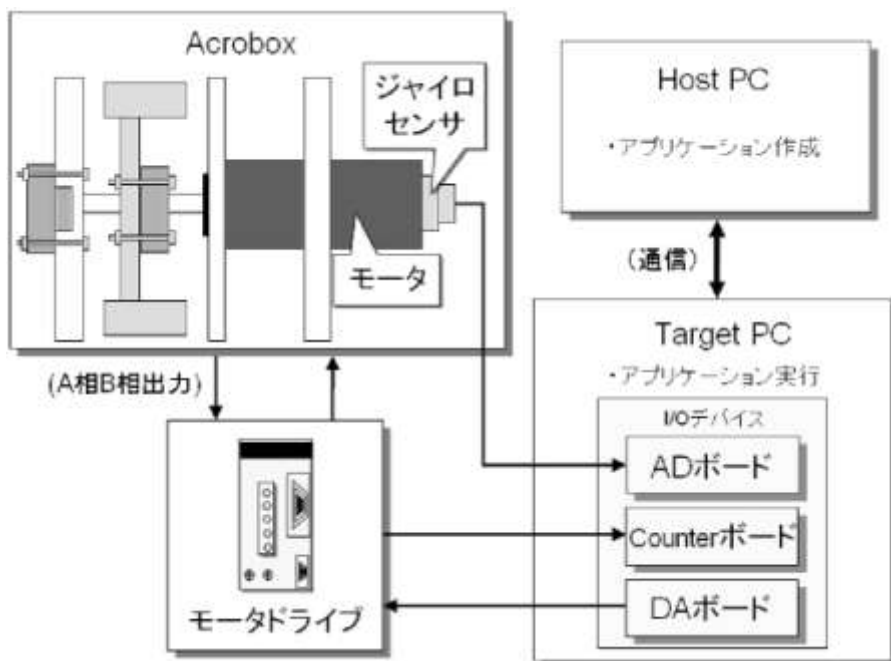 Acrobox
ジャイロ
センサ
モータ
Host PC
・アプリケーション作成
(通信)
(A相B相出力)
Target PC
・アプリケーション実行
I/Oデバイス
ADボード
Counterボード
DAボード
モータドライブ